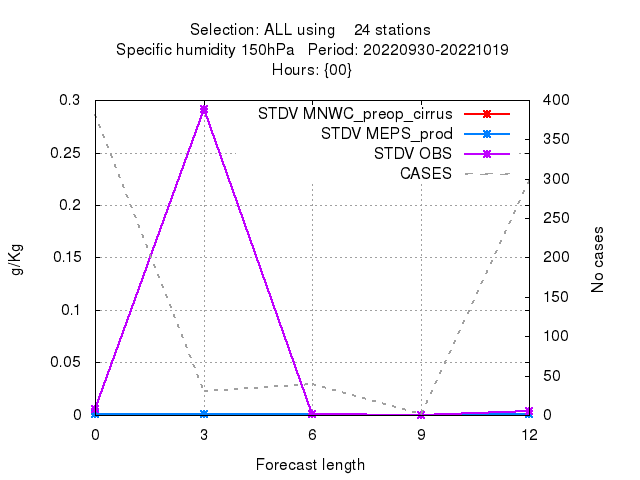 Selection: ALL using    24 stations
Specific humidity 150hPa   Period: 20220930-20221019
Hours: {00}
0.3
0.25
0.2
0.15
0.1
0.05
0
g/Kg
STDV MNWC_preop_cirrus
STDV MEPS_prod
STDV OBS
CASES
400
350
300
250
200
150
100
50
0
No cases
0 3 6 9 12
Forecast length